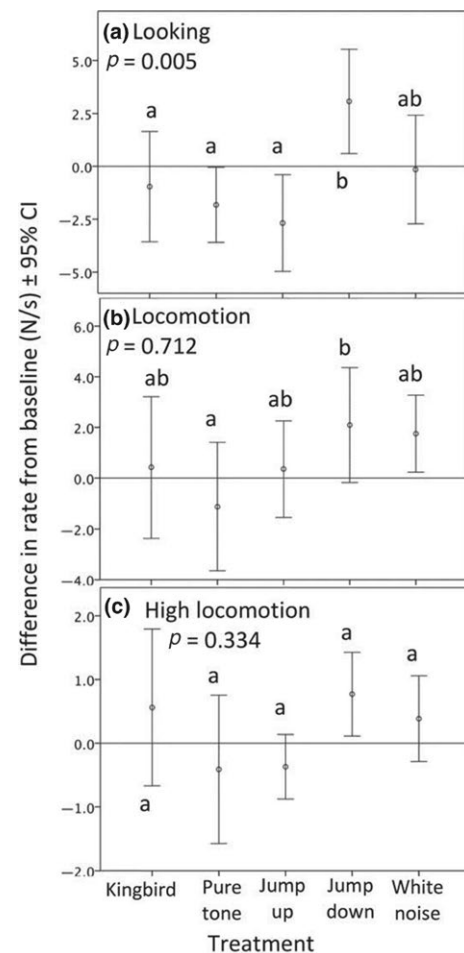 (a) Looking
p = 0.005
5.0
2.5
0.0
−2.5
−5.0
a a a b ab
(b) Locomotion
p = 0.712
6.0
4.0
2.0
0.0
−2.0
−4.0
ab a ab b ab
(c) High locomotion
p = 0.334
2.0
1.0
0.0
−1.0
−2.0
a a a a a
Kingbird Pure tone Jump up Jump down White noise
Treatment
Difference in rate from baseline (N/s) ± 95% CI